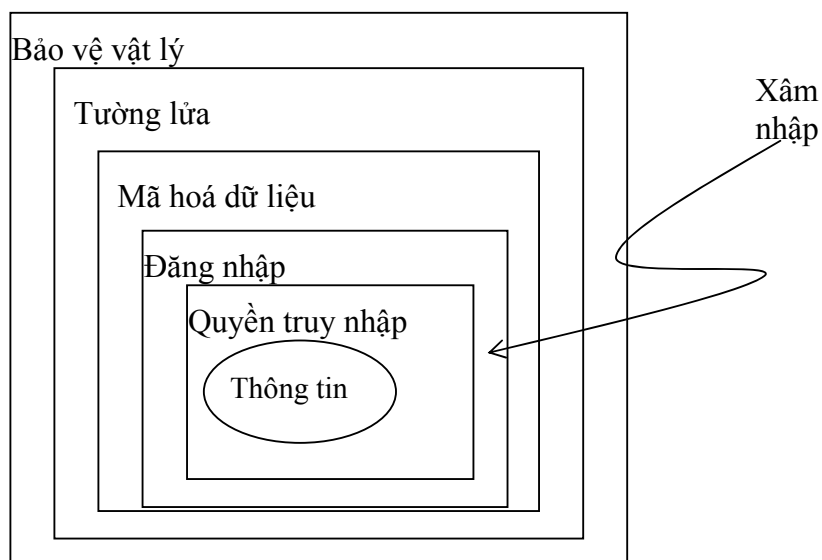 Bảo vệ vật lý
Tường lửa
Xâm
nhập
Mã hoá dữ liệu
Đăng nhập
Quyền truy nhập
Thông tin